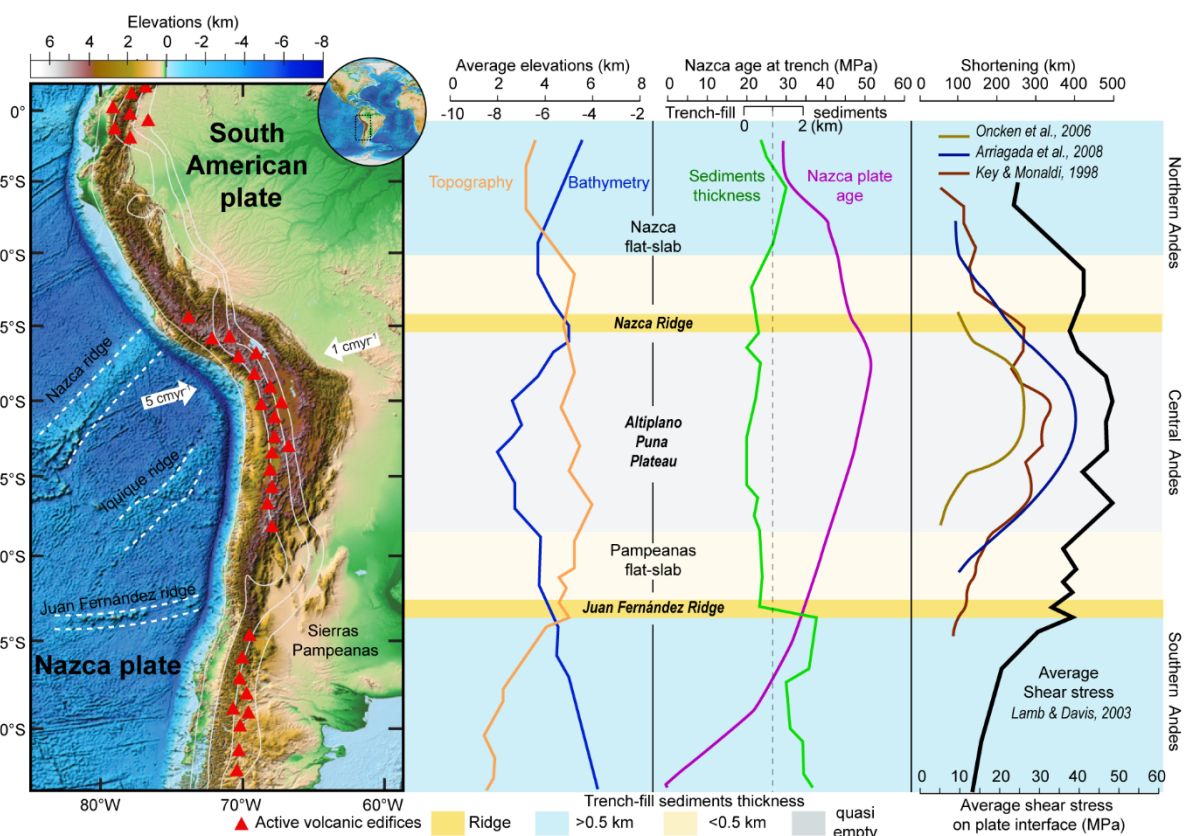 Elevations (km)
6 4 2 0 -2 -4 -6 -8
0°
5°S
0°S
5°S
0°S
5°S
0°S
5°S
0°S
80°W 70°W 60°W
South
American
plate
Nazca ridge
5 cmyr-1
1 cmyr-1
Iquique ridge
Juan Fernández ridge
Nazca plate
Sierras
Pampeanas
Average elevations (km)
0 2 4 6 8
-10 -8 -6 -4 -2
Topography
Bathymetry
Nazca
flat-slab
Nazca Ridge
Altiplano
Puna
Plateau
Pampeanas
flat-slab
Juan Fernández Ridge
Nazca age at trench (MPa)
0 10 20 30 40 50 60
Trench-fill sediments
0 2 (km)
Sediments
thickness
Nazca plate
age
Shortening (km)
0 100 200 300 400 500
Oncken et al., 2006
Arriagada et al., 2008
Key & Monaldi, 1998
Average
Shear stress
Lamb & Davis, 2003
0 10 20 30 40 50 60
Average shear stress
on plate interface (MPa)
Northern Andes
Central Andes
Southern Andes
Trench-fill sediments thickness
Active volcanic edifices
Ridge
>0.5 km
<0.5 km
quasi
empty